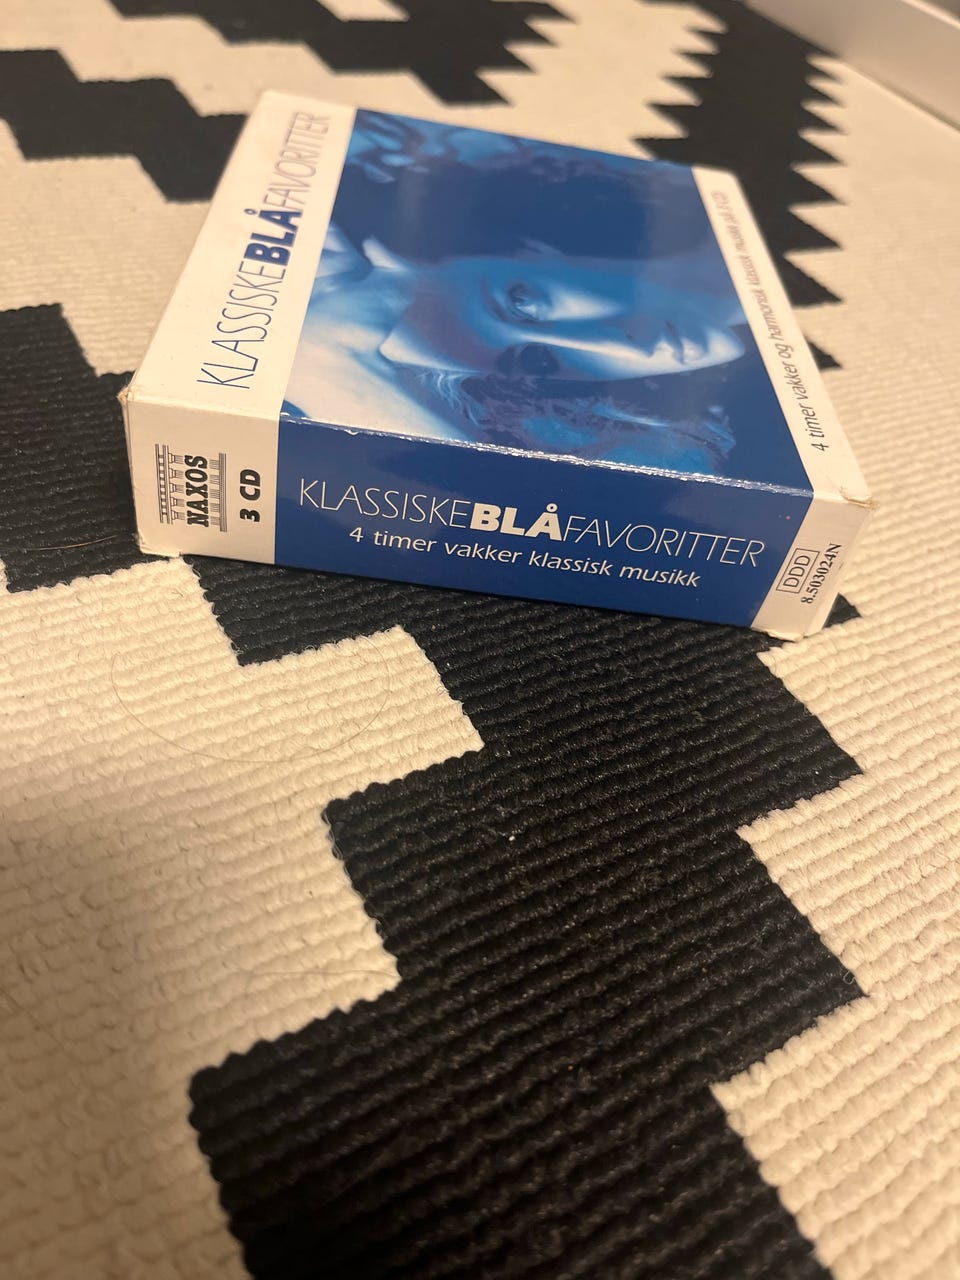 KLASSISKEBLÅFAVORITTER
4 timer vakker og harmonisk klassisk musikk på 3 CD
NAXOS
3 CD
KLASSISKEBLÅFAVORITTER
4 timer vakker klassisk musikk
DDD
8.503024N